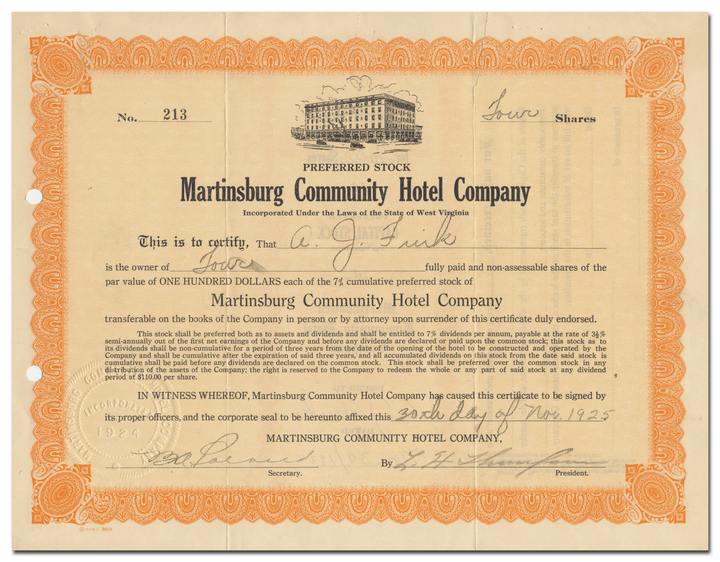 No. 213
Four Shares
PREFERRED STOCK
Martinsburg Community Hotel Company
Incorporated Under the Laws of the State of West Virginia
This is to certify, That A. J. Fink
is the owner of Four fully paid and non-assessable shares of the
par value of ONE HUNDRED DOLLARS each of the 7% cumulative preferred stock of
Martinsburg Community Hotel Company
transferable on the books of the Company in person or by attorney upon surrender of this certificate duly endorsed.
This stock shall be preferred both as to assets and dividends and shall be entitled to 7% dividends per annum, payable at the rate of 3½%
semi-annually out of the first net earnings of the Company and before any dividends are declared or paid upon the common stock; this stock as to
its dividends shall be non-cumulative for a period of three years from the date of the opening of the hotel to be constructed and operated by the
Company and shall be cumulative after the expiration of said three years, and all accumulated dividends on this stock from the date said stock is
cumulative shall be paid before any dividends are declared on the common stock. This stock shall be preferred over the common stock in any
distribution of the assets of the Company; the right is reserved to the Company to redeem the whole or any part of said stock at any dividend
period at $110.00 per share.
IN WITNESS WHEREOF, Martinsburg Community Hotel Company has caused this certificate to be signed by
its proper officers, and the corporate seal to be hereunto affixed this 30th day of Nov. 1925
MARTINSBURG COMMUNITY HOTEL COMPANY,
INCORPORATED
1924
By L. H. Thompson
Secretary. President.